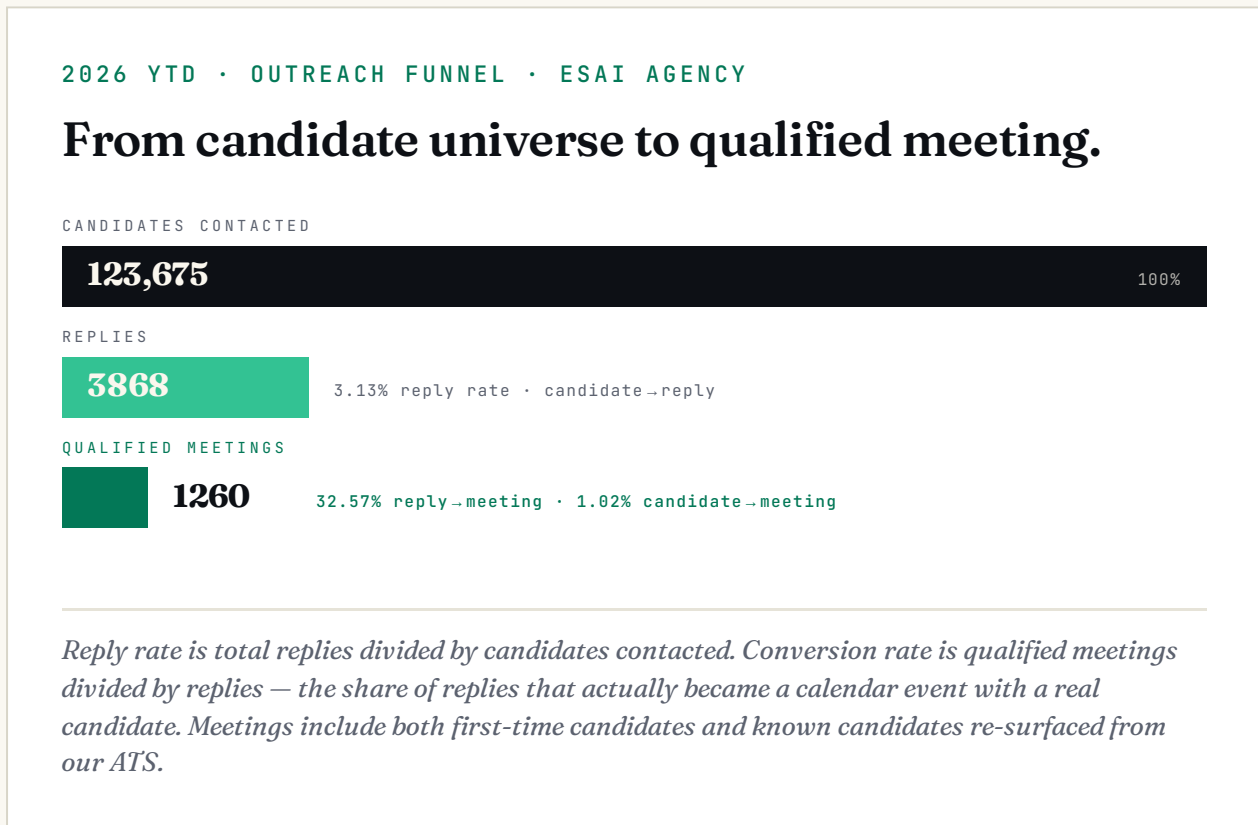 2026 YTD · OUTREACH FUNNEL · ESAI AGENCY
From candidate universe to qualified meeting.
CANDIDATES CONTACTED
123,675 100%
REPLIES
3868 3.13% reply rate · candidate→reply
QUALIFIED MEETINGS
1260 32.57% reply→meeting · 1.02% candidate→meeting
Reply rate is total replies divided by candidates contacted. Conversion rate is qualified meetings
divided by replies — the share of replies that actually became a calendar event with a real
candidate. Meetings include both first-time candidates and known candidates re-surfaced from
our ATS.